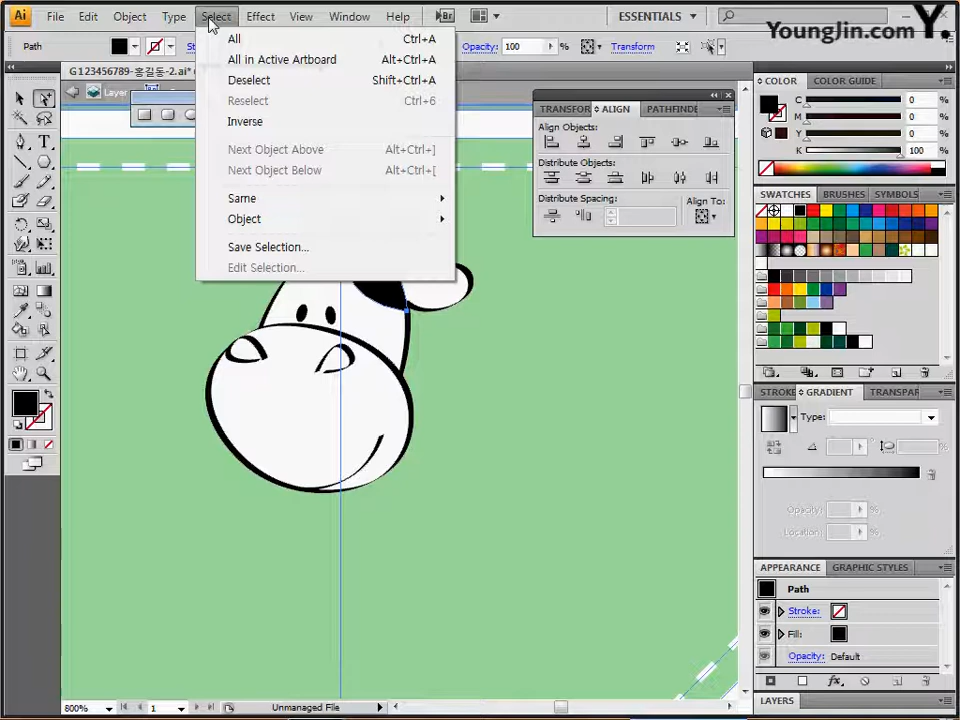 Ai File Edit Object Type Select Effect View Window Help Br ESSENTIALS
YoungJin.com Y.
Path Opacity: 100 % Transform
G123456789-홍길동-2.ai*
Layer
All Ctrl+A
All in Active Artboard Alt+Ctrl+A
Deselect Shift+Ctrl+A
Reselect Ctrl+6
Inverse
Next Object Above Alt+Ctrl+]
Next Object Below Alt+Ctrl+[
Same
Object
Save Selection...
Edit Selection...
TRANSFOR ALIGN PATHFINDE
Align Objects:
Distribute Objects:
Distribute Spacing: Align To:
COLOR COLOR GUIDE
C 0 %
M 0 %
Y 0 %
K 100 %
SWATCHES BRUSHES SYMBOLS
STROKE GRADIENT TRANSPAR
Type:
%
Opacity: %
Location: %
APPEARANCE GRAPHIC STYLES
Path
Stroke:
Fill:
Opacity: Default
fx
LAYERS
800% 1 Unmanaged File